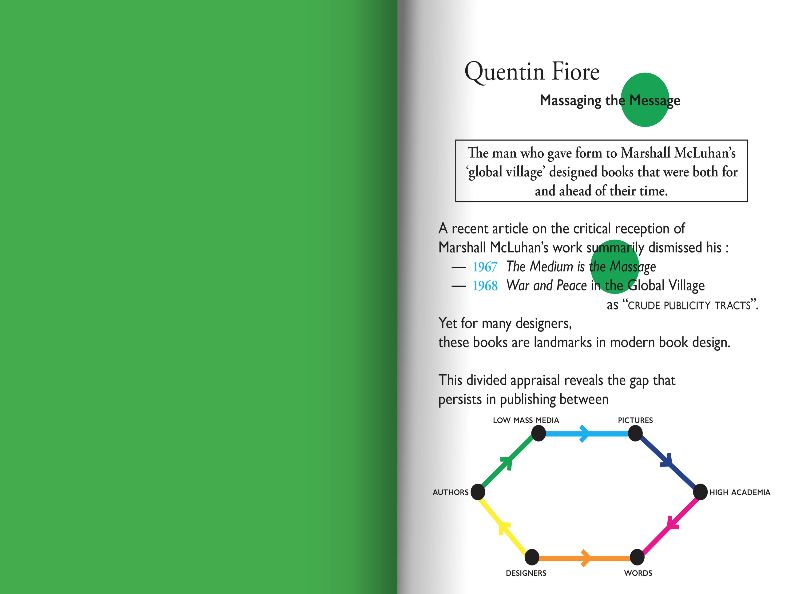 Quentin Fiore
Massaging the Message
The man who gave form to Marshall McLuhan's
'global village' designed books that were both for
and ahead of their time.
A recent article on the critical reception of
Marshall McLuhan's work summarily dismissed his :
— 1967 The Medium is the Massage
— 1968 War and Peace in the Global Village
as "CRUDE PUBLICITY TRACTS".
Yet for many designers,
these books are landmarks in modern book design.
This divided appraisal reveals the gap that
persists in publishing between
LOW MASS MEDIA PICTURES
AUTHORS HIGH ACADEMIA
DESIGNERS WORDS